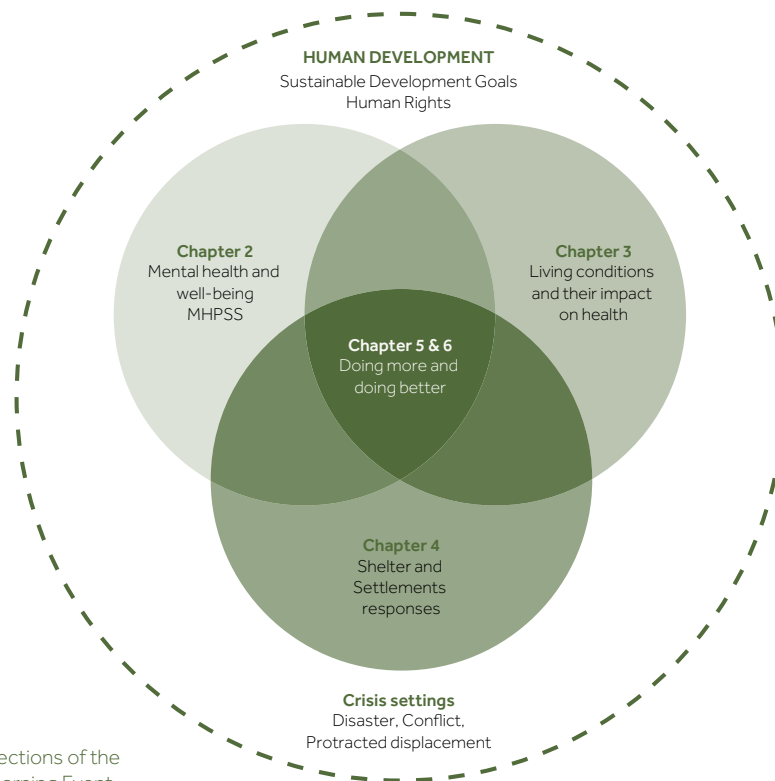 HUMAN DEVELOPMENT
Sustainable Development Goals
Human Rights
Chapter 2
Mental health and
well-being
MHPSS
Chapter 3
Living conditions
and their impact
on health
Chapter 5 & 6
Doing more and
doing better
Chapter 4
Shelter and
Settlements
responses
Crisis settings
Disaster, Conflict,
Protracted displacement
ections of the
arning Event